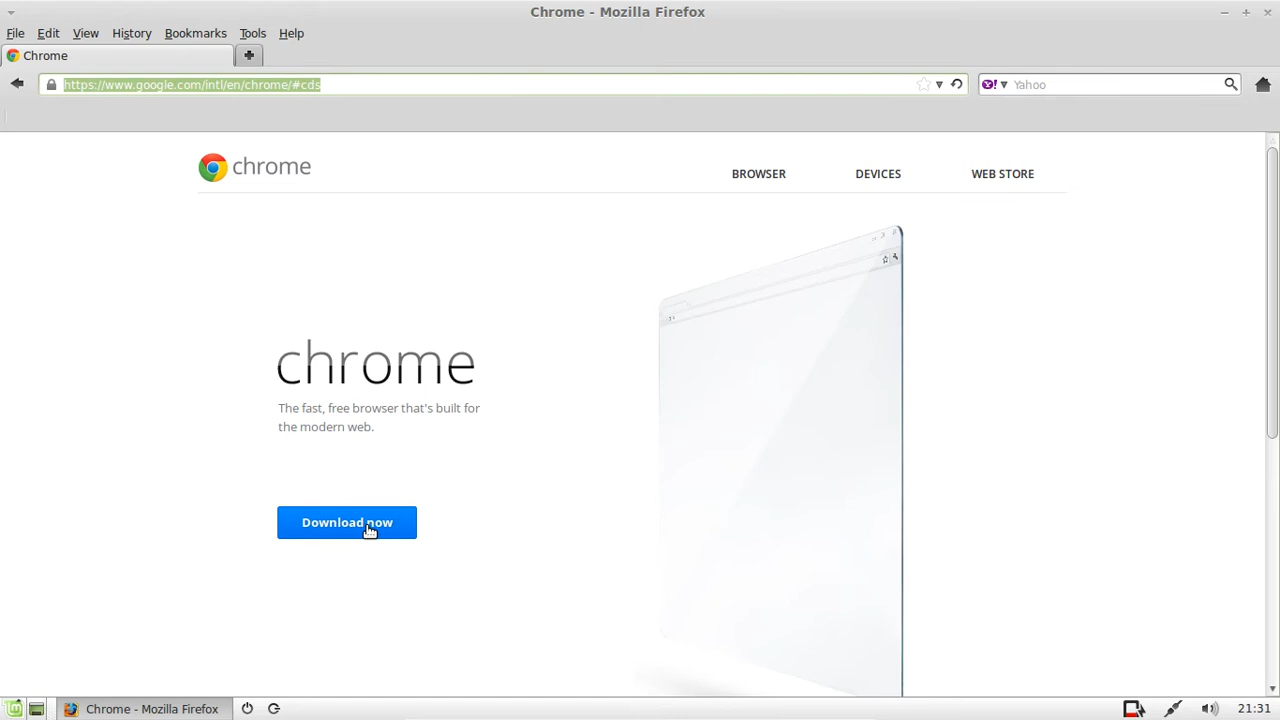 Chrome - Mozilla Firefox
File Edit View History Bookmarks Tools Help
Chrome
https://www.google.com/intl/en/chrome/#cds
Yahoo
chrome
BROWSER DEVICES WEB STORE
chrome
The fast, free browser that's built for
the modern web.
Download now
Chrome - Mozilla Firefox
21:31